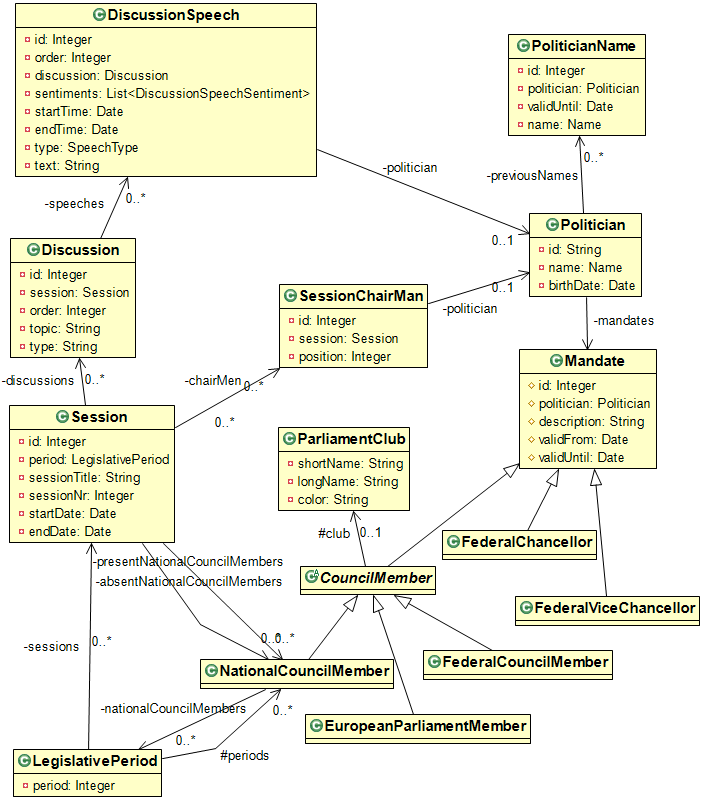 DiscussionSpeech
id: Integer
order: Integer
discussion: Discussion
sentiments: List<DiscussionSpeechSentiment>
startTime: Date
endTime: Date
type: SpeechType
text: String
PoliticianName
id: Integer
politician: Politician
validUntil: Date
name: Name
-politician
0..1
0..*
-previousNames
-speeches
0..*
Politician
id: String
name: Name
birthDate: Date
Discussion
id: Integer
session: Session
order: Integer
topic: String
type: String
SessionChairMan
id: Integer
session: Session
position: Integer
0..1
-politician
-mandates
-discussions
0..*
-chairMen
0..*
0..*
Mandate
id: Integer
politician: Politician
description: String
validFrom: Date
validUntil: Date
Session
id: Integer
period: LegislativePeriod
sessionTitle: String
sessionNr: Integer
startDate: Date
endDate: Date
ParliamentClub
shortName: String
longName: String
color: String
#club
0..1
FederalChancellor
-presentNationalCouncilMembers
-absentNationalCouncilMembers
CouncilMember
FederalViceChancellor
-sessions
0..*
0..*
0..*
NationalCouncilMember
FederalCouncilMember
-nationalCouncilMembers
0..*
0..*
#periods
EuropeanParliamentMember
LegislativePeriod
period: Integer